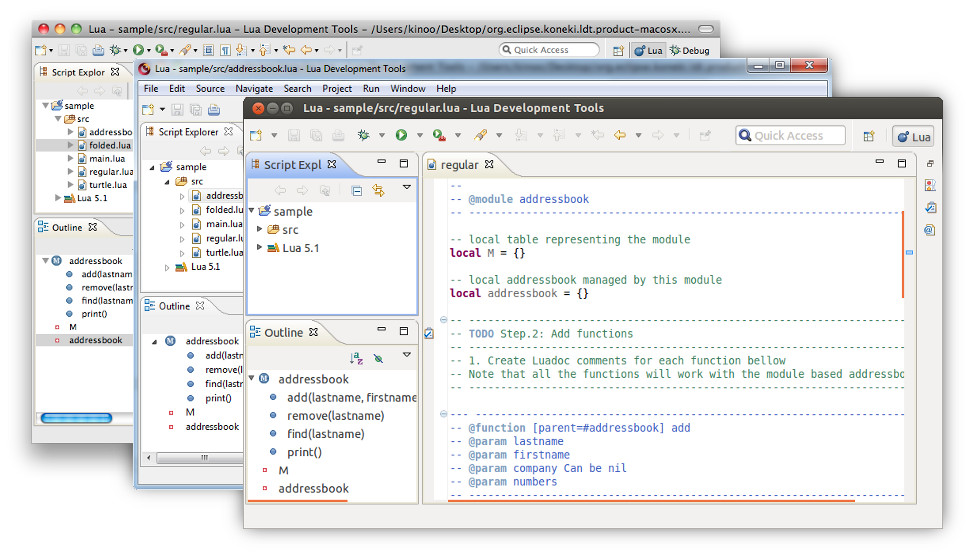 Lua - sample/src/regular.lua - Lua Development Tools - /Users/kinoo/Desktop/org.eclipse.koneki.ldt.product-macosx....
Quick Access
Lua
Debug
Script Explor
sample
src
addressbo
folded.lua
main.lua
regular.lua
turtle.lua
Lua 5.1
Outline
M
addressbook
add(lastnam
remove(lastn
find(lastnam
print()
M
addressbook
Lua - sample/src/addressbook.lua - Lua Development Tools
File Edit Source Navigate Search Project Run Window Help
Script Explorer
sample
src
addressb
folded.lu
main.lua
regular.lu
turtle.lua
Lua 5.1
Outline
M
addressbook
add(lastn
remove(l
find(lastn
print()
M
addressbook
Lua - sample/src/regular.lua - Lua Development Tools
Quick Access
Lua
Script Expl
sample
src
Lua 5.1
Outline
M
addressbook
add(lastname, firstname
remove(lastname)
find(lastname)
print()
M
addressbook
regular
--
-- @module addressbook
-- ------------------------------------------------------------------
-- local table representing the module
local M = {}
-- local addressbook managed by this module
local addressbook = {}
-- ------------------------------------------------------------------
-- TODO Step.2: Add functions
-- ------------------------------------------------------------------
-- 1. Create Luadoc comments for each function bellow
-- Note that all the functions will work with the module based addressbo
-- ------------------------------------------------------------------
--- -----------------------------------------------------------------
-- @function [parent=#addressbook] add
-- @param lastname
-- @param firstname
-- @param company Can be nil
-- @param numbers
-- ------------------------------------------------------------------